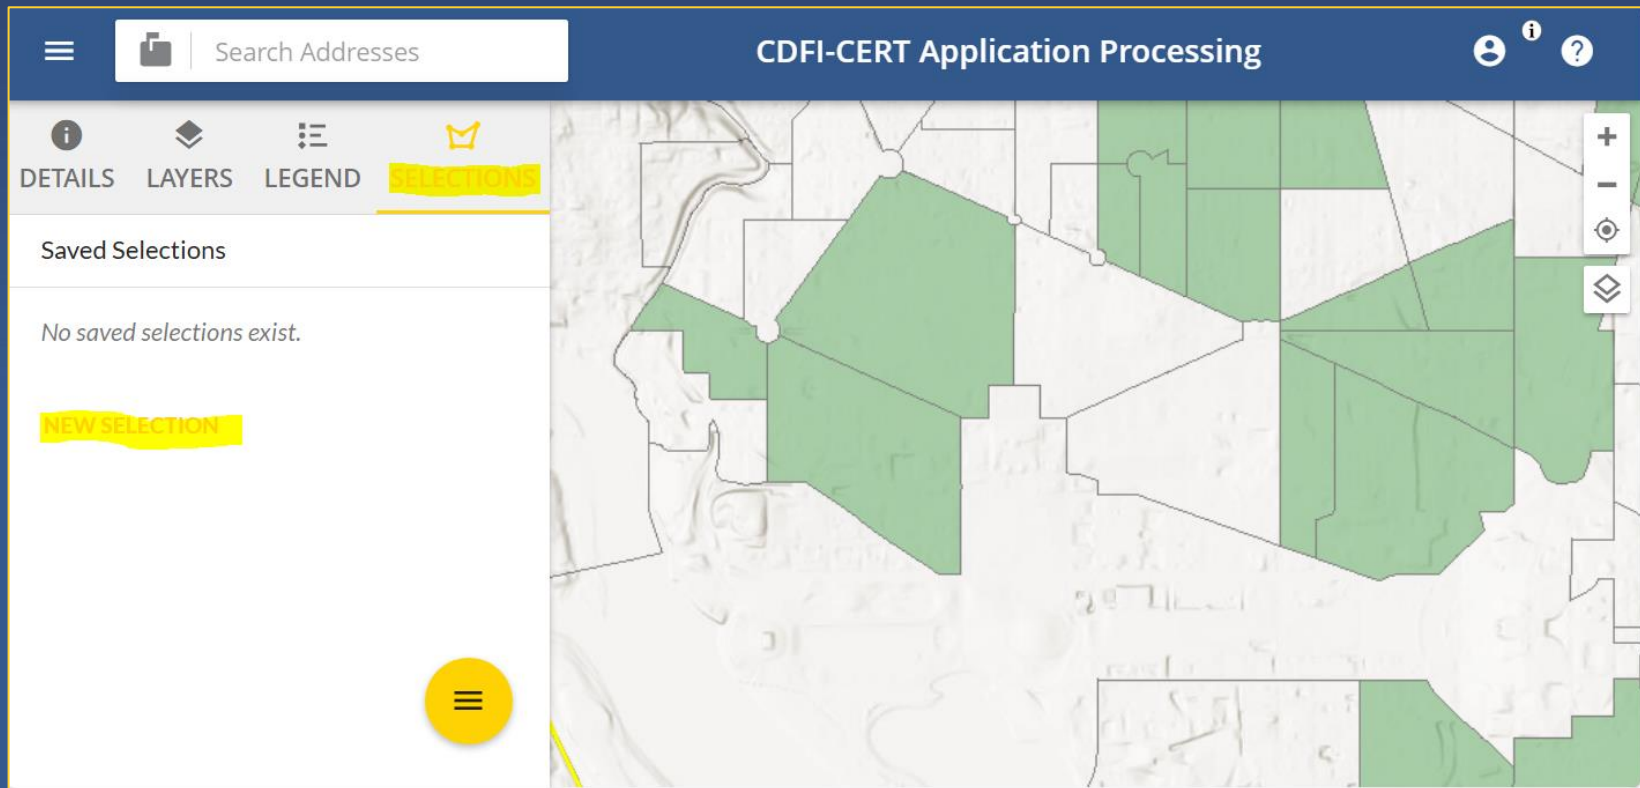 Search Addresses
CDFI-CERT Application Processing
DETAILS
LAYERS
LEGEND
SELECTIONS
Saved Selections
No saved selections exist.
NEW SELECTION